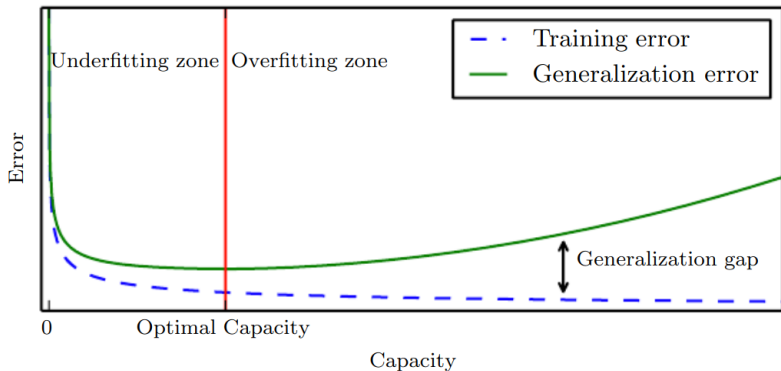 Training error
Generalization error
Underfitting zone
Overfitting zone
Error
Generalization gap
0
Optimal Capacity
Capacity